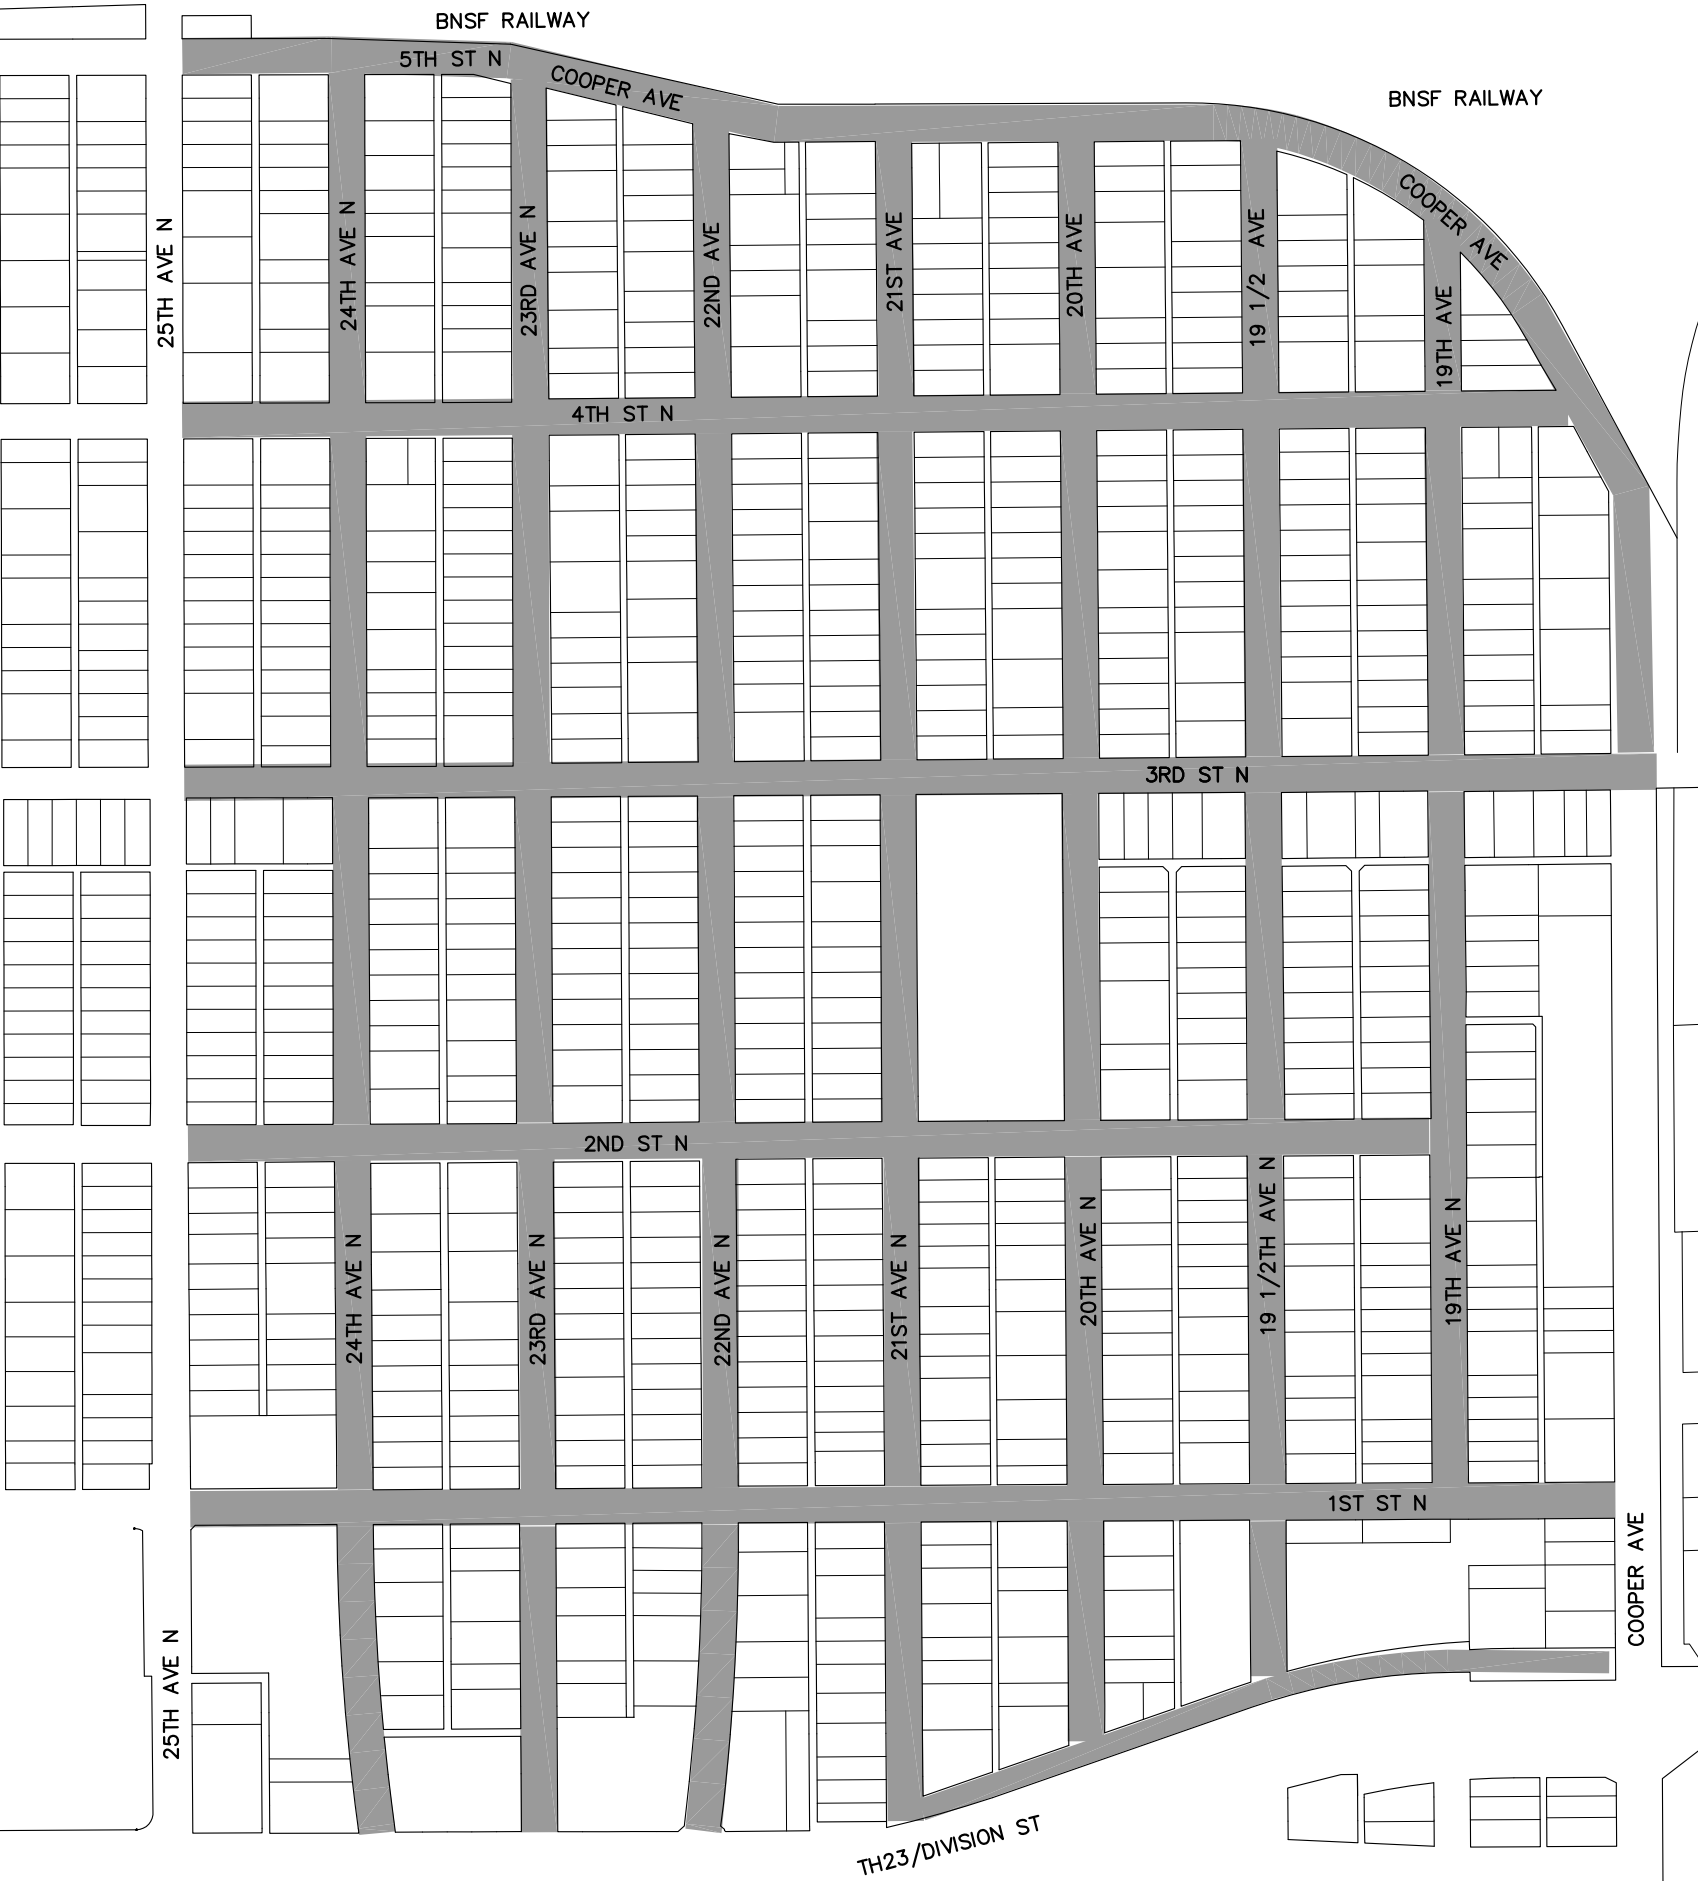 BNSF RAILWAY
5TH ST N
COOPER AVE
BNSF RAILWAY
COOPER AVE
25TH AVE N
24TH AVE N
23RD AVE N
22ND AVE
21ST AVE
20TH AVE
19 1/2 AVE
19TH AVE
4TH ST N
3RD ST N
2ND ST N
24TH AVE N
23RD AVE N
22ND AVE N
21ST AVE N
20TH AVE N
19 1/2TH AVE N
19TH AVE N
1ST ST N
COOPER AVE
25TH AVE N
TH23/DIVISION ST